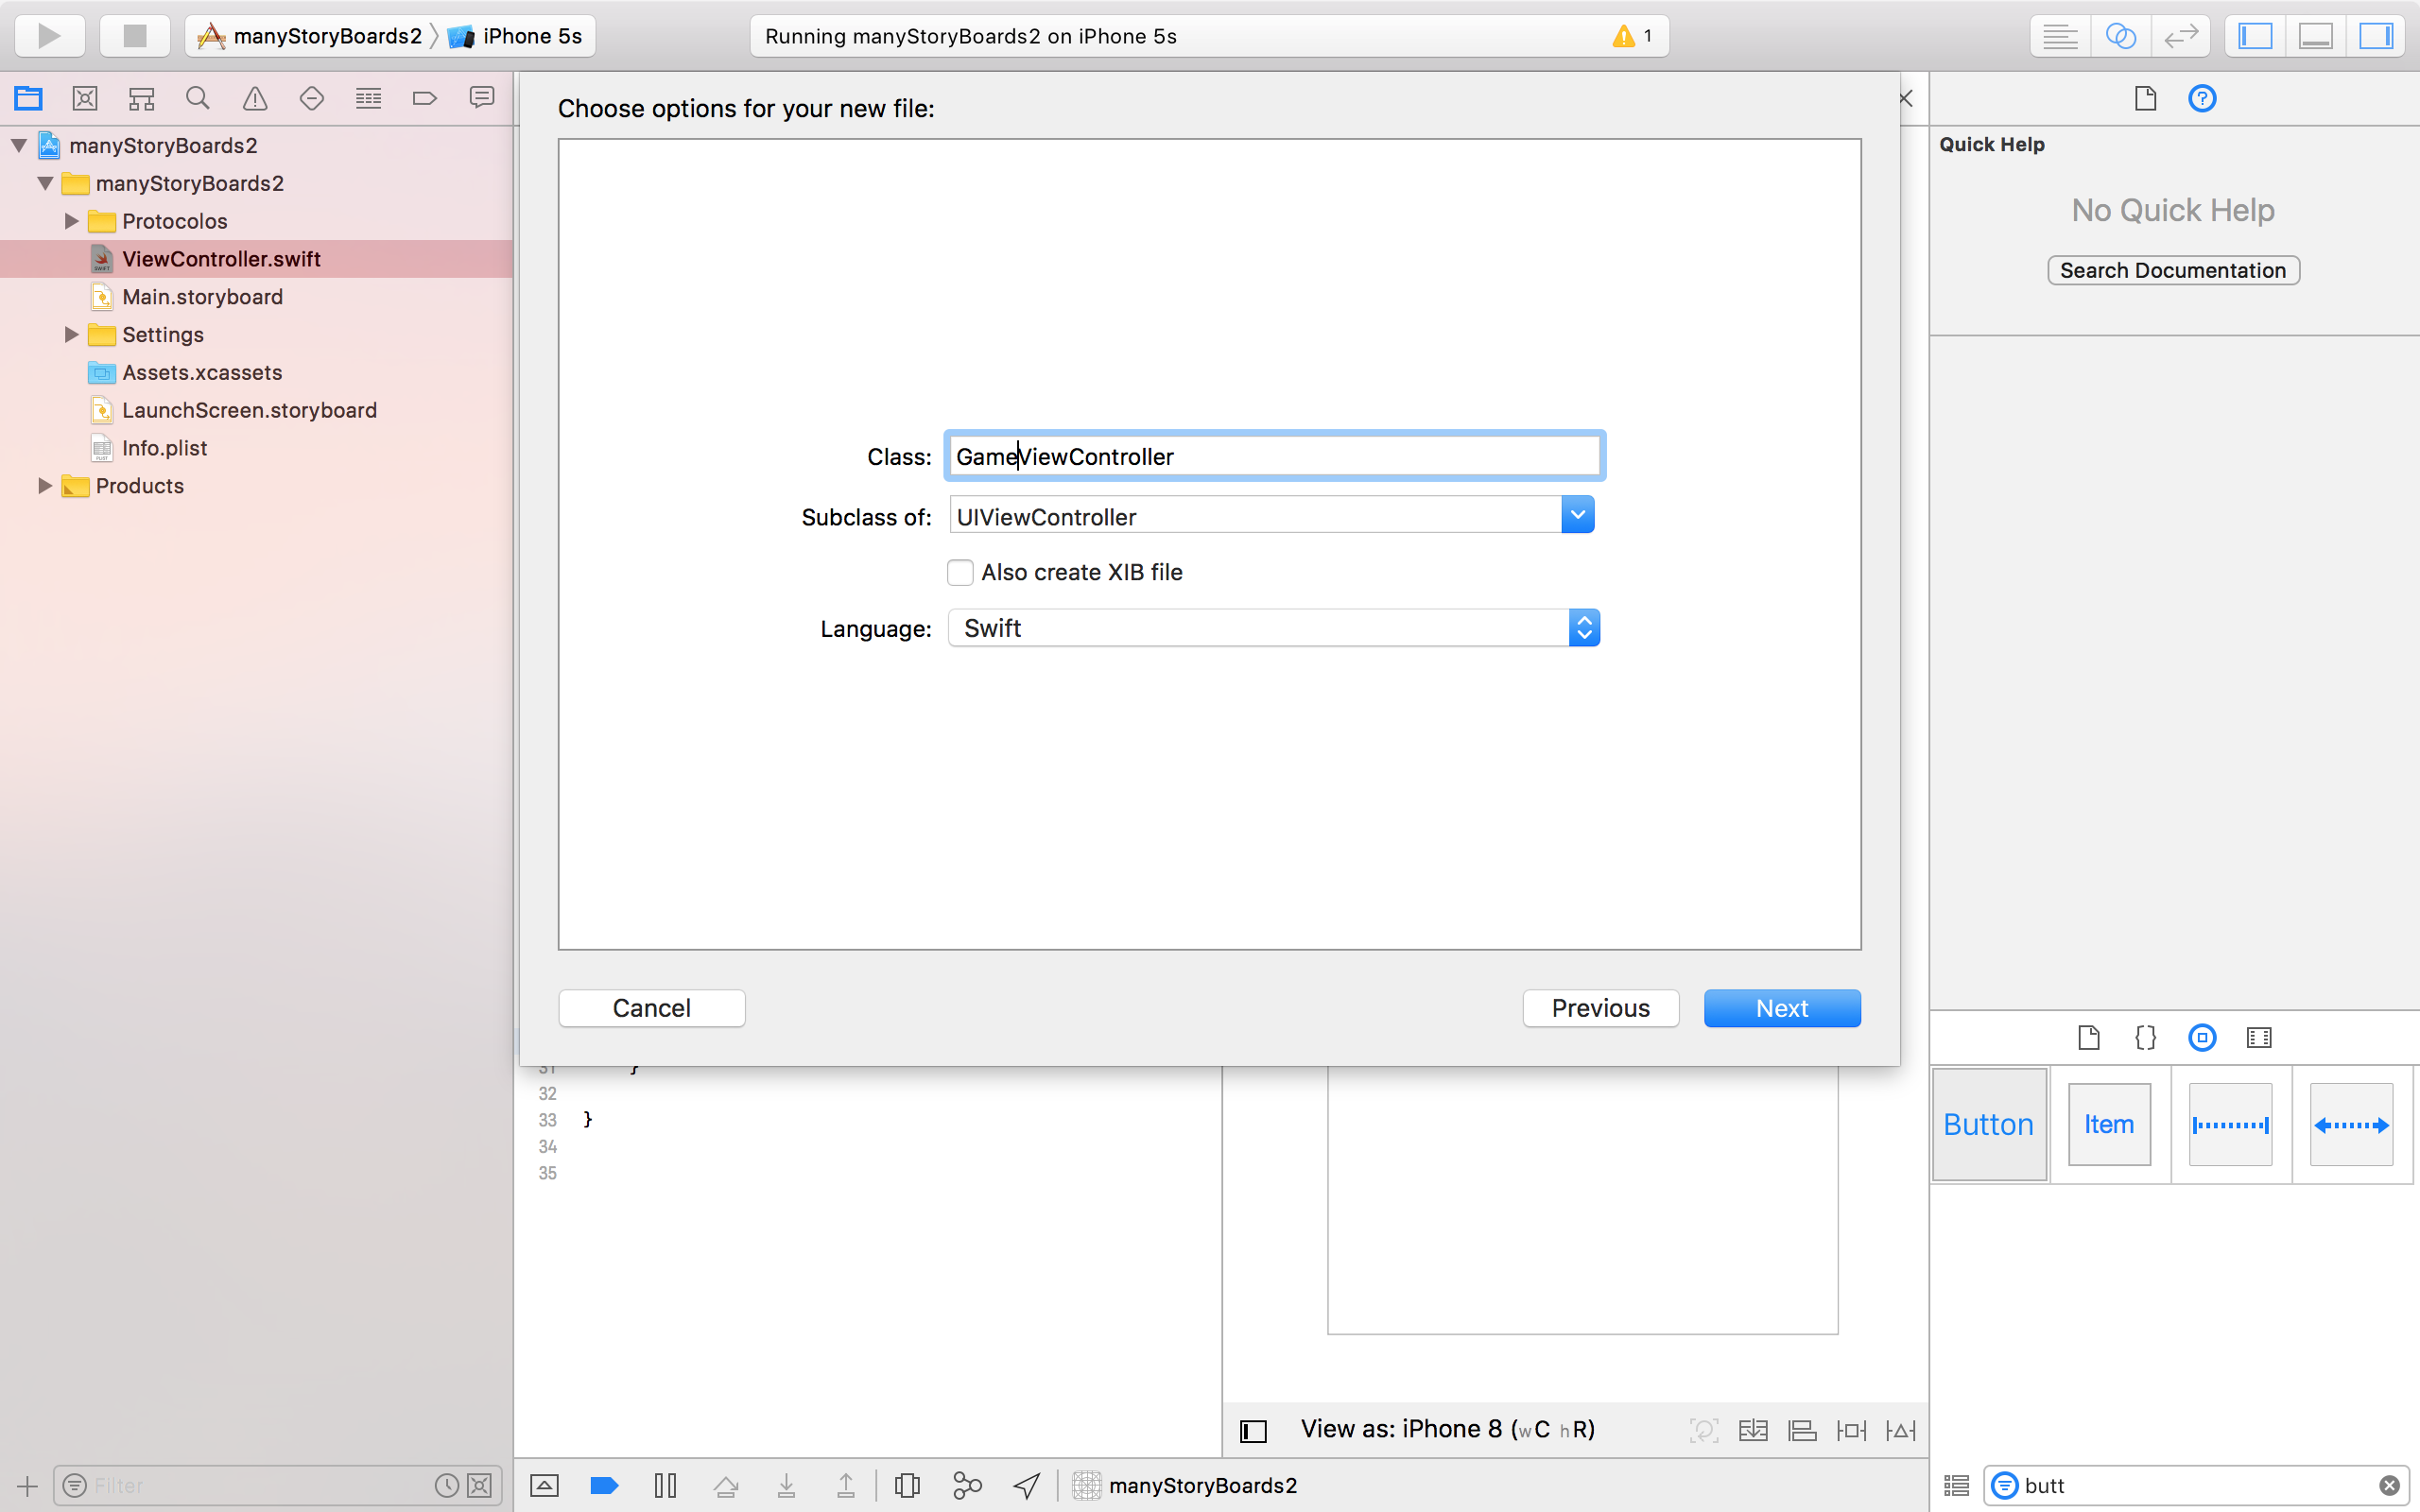 manyStoryBoards2 iPhone 5s
Running manyStoryBoards2 on iPhone 5s
1
manyStoryBoards2
manyStoryBoards2
Protocolos
ViewController.swift
Main.storyboard
Settings
Assets.xcassets
LaunchScreen.storyboard
Info.plist
Products
Filter
Choose options for your new file:
Class: GameViewController
Subclass of: UIViewController
Also create XIB file
Language: Swift
Cancel
Previous
Next
31 }
32
33 }
34
35
View as: iPhone 8 (wC hR)
manyStoryBoards2
Quick Help
No Quick Help
Search Documentation
Button
Item
butt